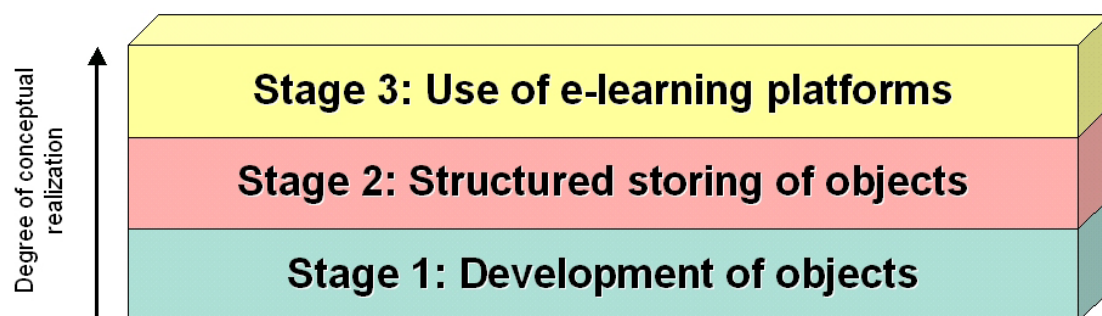 Degree of conceptual
realization
Stage 3: Use of e-learning platforms
Stage 2: Structured storing of objects
Stage 1: Development of objects